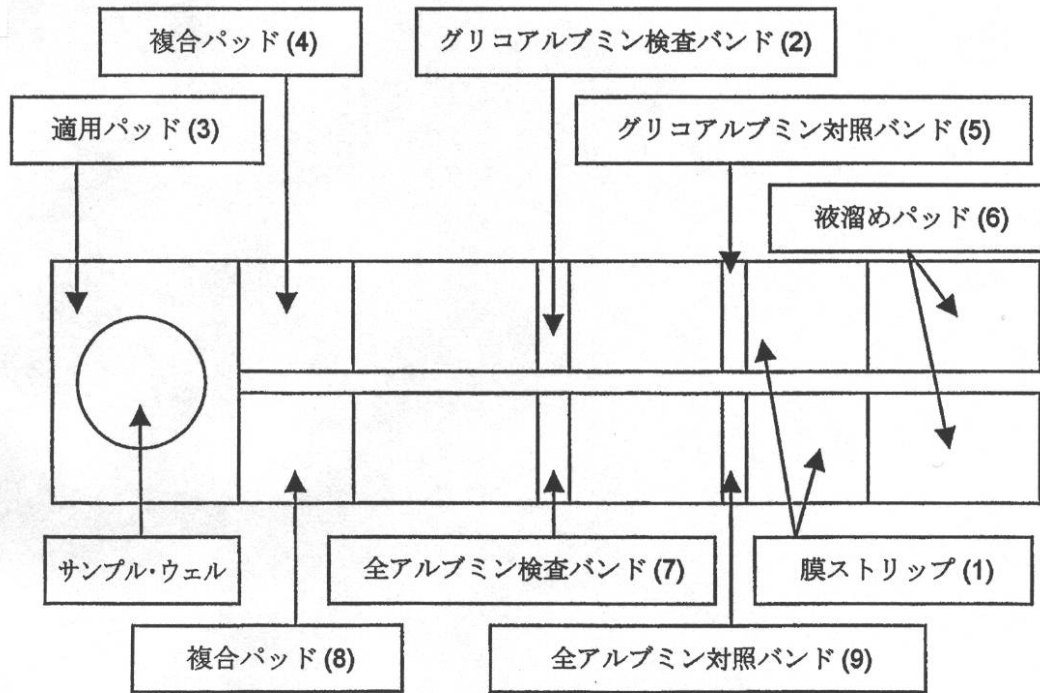 複合パッド (4)
グリコアルブミン検査バンド (2)
適用パッド (3)
グリコアルブミン対照バンド (5)
液溜めパッド (6)
サンプル・ウェル
全アルブミン検査バンド (7)
膜ストリップ (1)
複合パッド (8)
全アルブミン対照バンド (9)